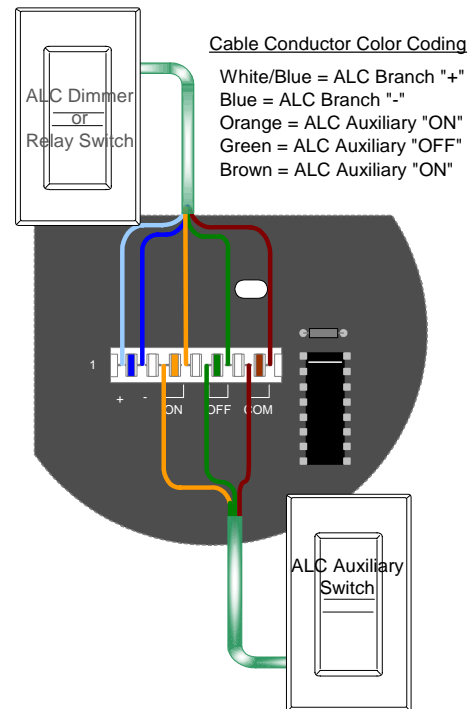 Cable Conductor Color Coding
White/Blue = ALC Branch "+"
Blue = ALC Branch "-"
Orange = ALC Auxiliary "ON"
Green = ALC Auxiliary "OFF"
Brown = ALC Auxiliary "ON"
ALC Dimmer
or
Relay Switch
1
+ - ON OFF COM
ALC Auxiliary
Switch